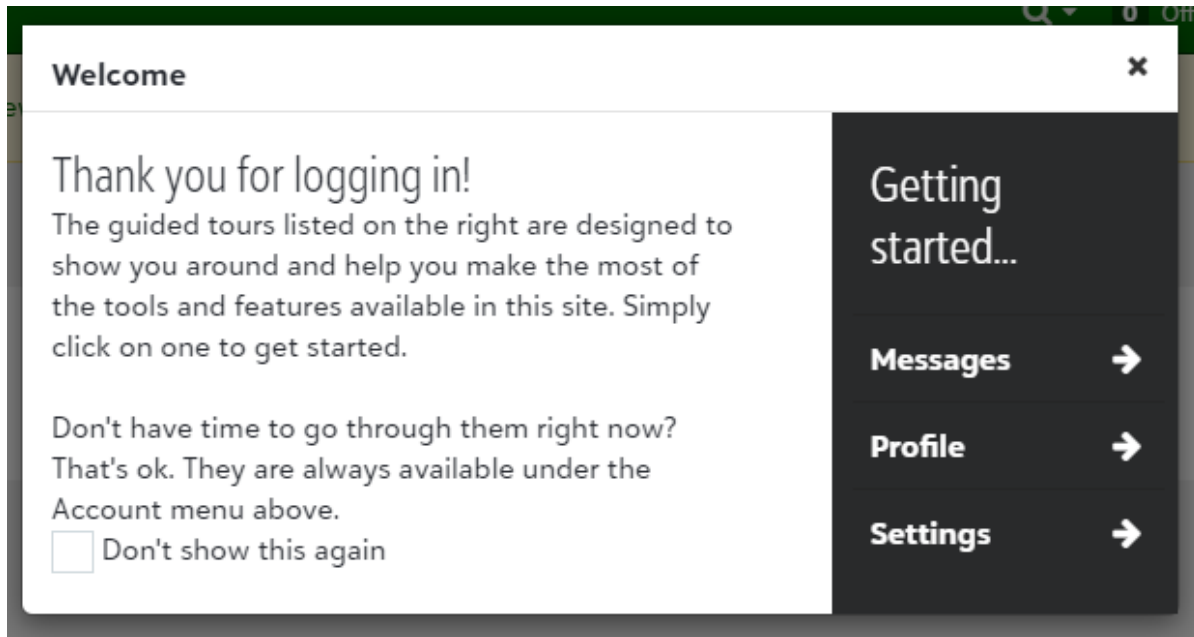 0
Welcome
Thank you for logging in!
The guided tours listed on the right are designed to
show you around and help you make the most of
the tools and features available in this site. Simply
click on one to get started.
Don't have time to go through them right now?
That's ok. They are always available under the
Account menu above.
Don't show this again
Getting
started...
Messages
Profile
Settings